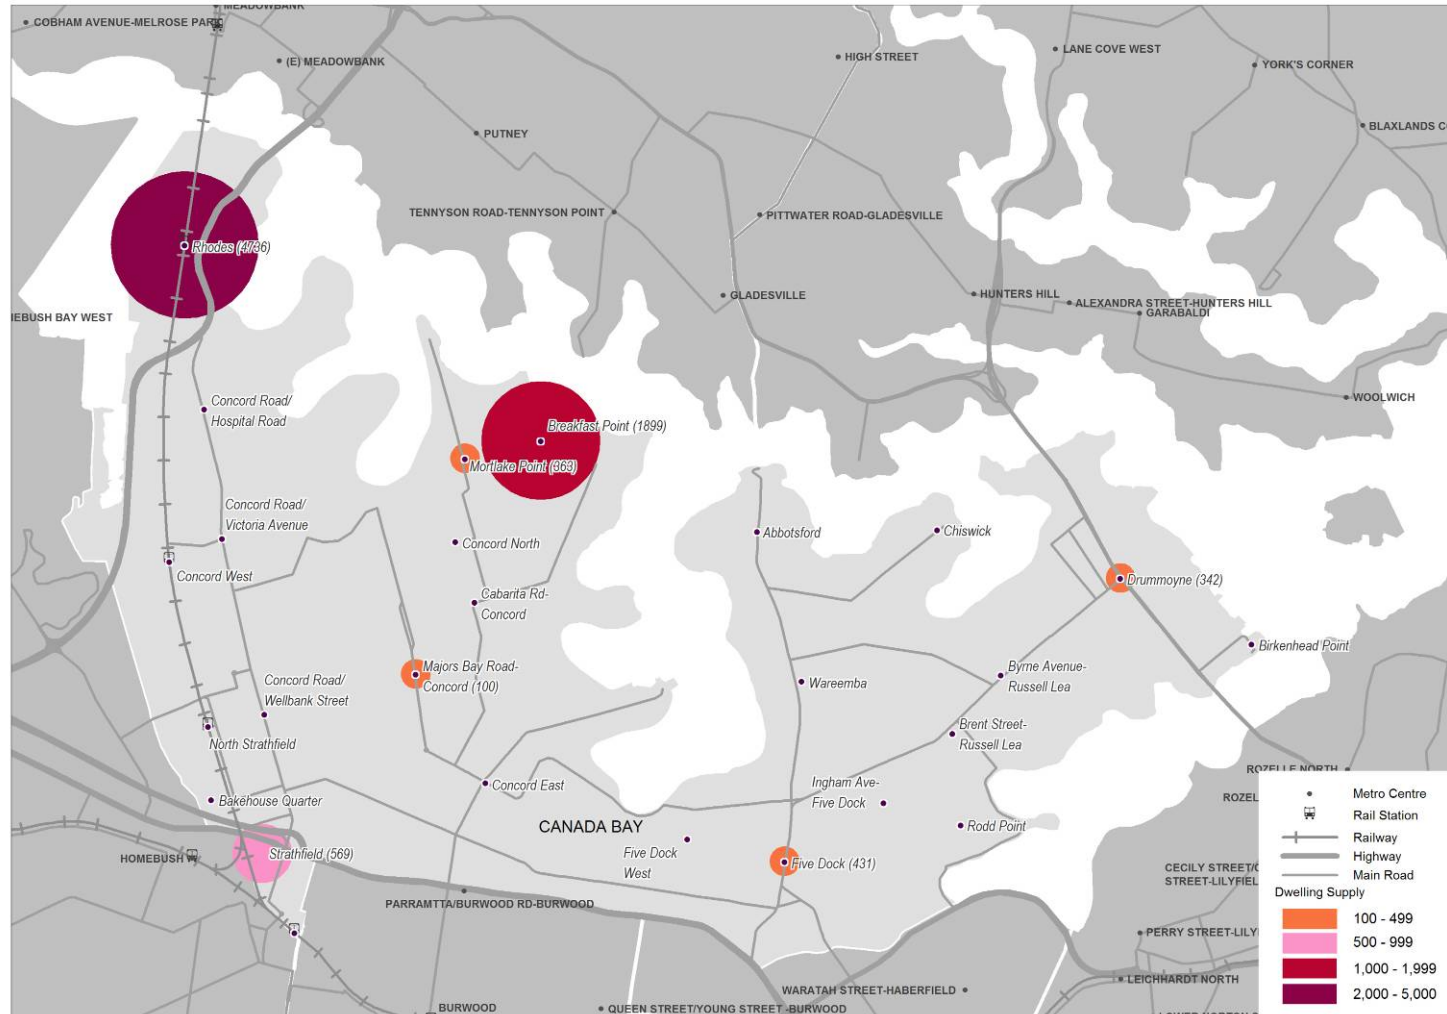 MEADOWBANK
COBHAM AVENUE-MELROSE PARK
(E) MEADOWBANK
HIGH STREET
LANE COVE WEST
YORK'S CORNER
BLAXLANDS C
PUTNEY
TENNYSON ROAD-TENNYSON POINT
PITTWATER ROAD-GLADESVILLE
Rhodes (4736)
GLADESVILLE
HUNTERS HILL
ALEXANDRA STREET-HUNTERS HILL
GARABALDI
IEBUSH BAY WEST
WOOLWICH
Concord Road/
Hospital Road
Breakfast Point (1899)
Mortlake Point (363)
Concord Road/
Victoria Avenue
Abbotsford
Chiswick
Concord North
Concord West
Drummoyne (342)
Cabarita Rd-
Concord
Birkenhead Point
Majors Bay Road-
Concord (100)
Byrne Avenue-
Russell Lea
Wareemba
Concord Road/
Wellbank Street
Brent Street-
Russell Lea
North Strathfield
Concord East
Ingham Ave-
Five Dock
Bakehouse Quarter
CANADA BAY
Rodd Point
Five Dock
West
Strathfield (569)
HOMEBUSH
Five Dock (431)
PARRAMTTA/BURWOOD RD-BURWOOD
WARATAH STREET-HABERFIELD
BURWOOD
QUEEN STREET/YOUNG STREET -BURWOOD
ROZELLE NORTH
ROZEL
CECILY STREET/
STREET-LILYFIEL
PERRY STREET-LILY
LEICHHARDT NORTH
Metro Centre
Rail Station
Railway
Highway
Main Road
Dwelling Supply
100 - 499
500 - 999
1,000 - 1,999
2,000 - 5,000